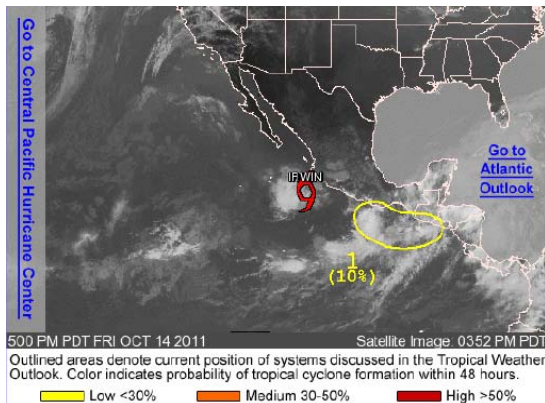 Go to Central Pacific Hurricane Center
IRWIN
Go to
Atlantic
Outlook
1
(10%)
500 PM PDT FRI OCT 14 2011
Satellite Image: 0352 PM PDT
Outlined areas denote current position of systems discussed in the Tropical Weather
Outlook. Color indicates probability of tropical cyclone formation within 48 hours.
Low <30%
Medium 30-50%
High >50%